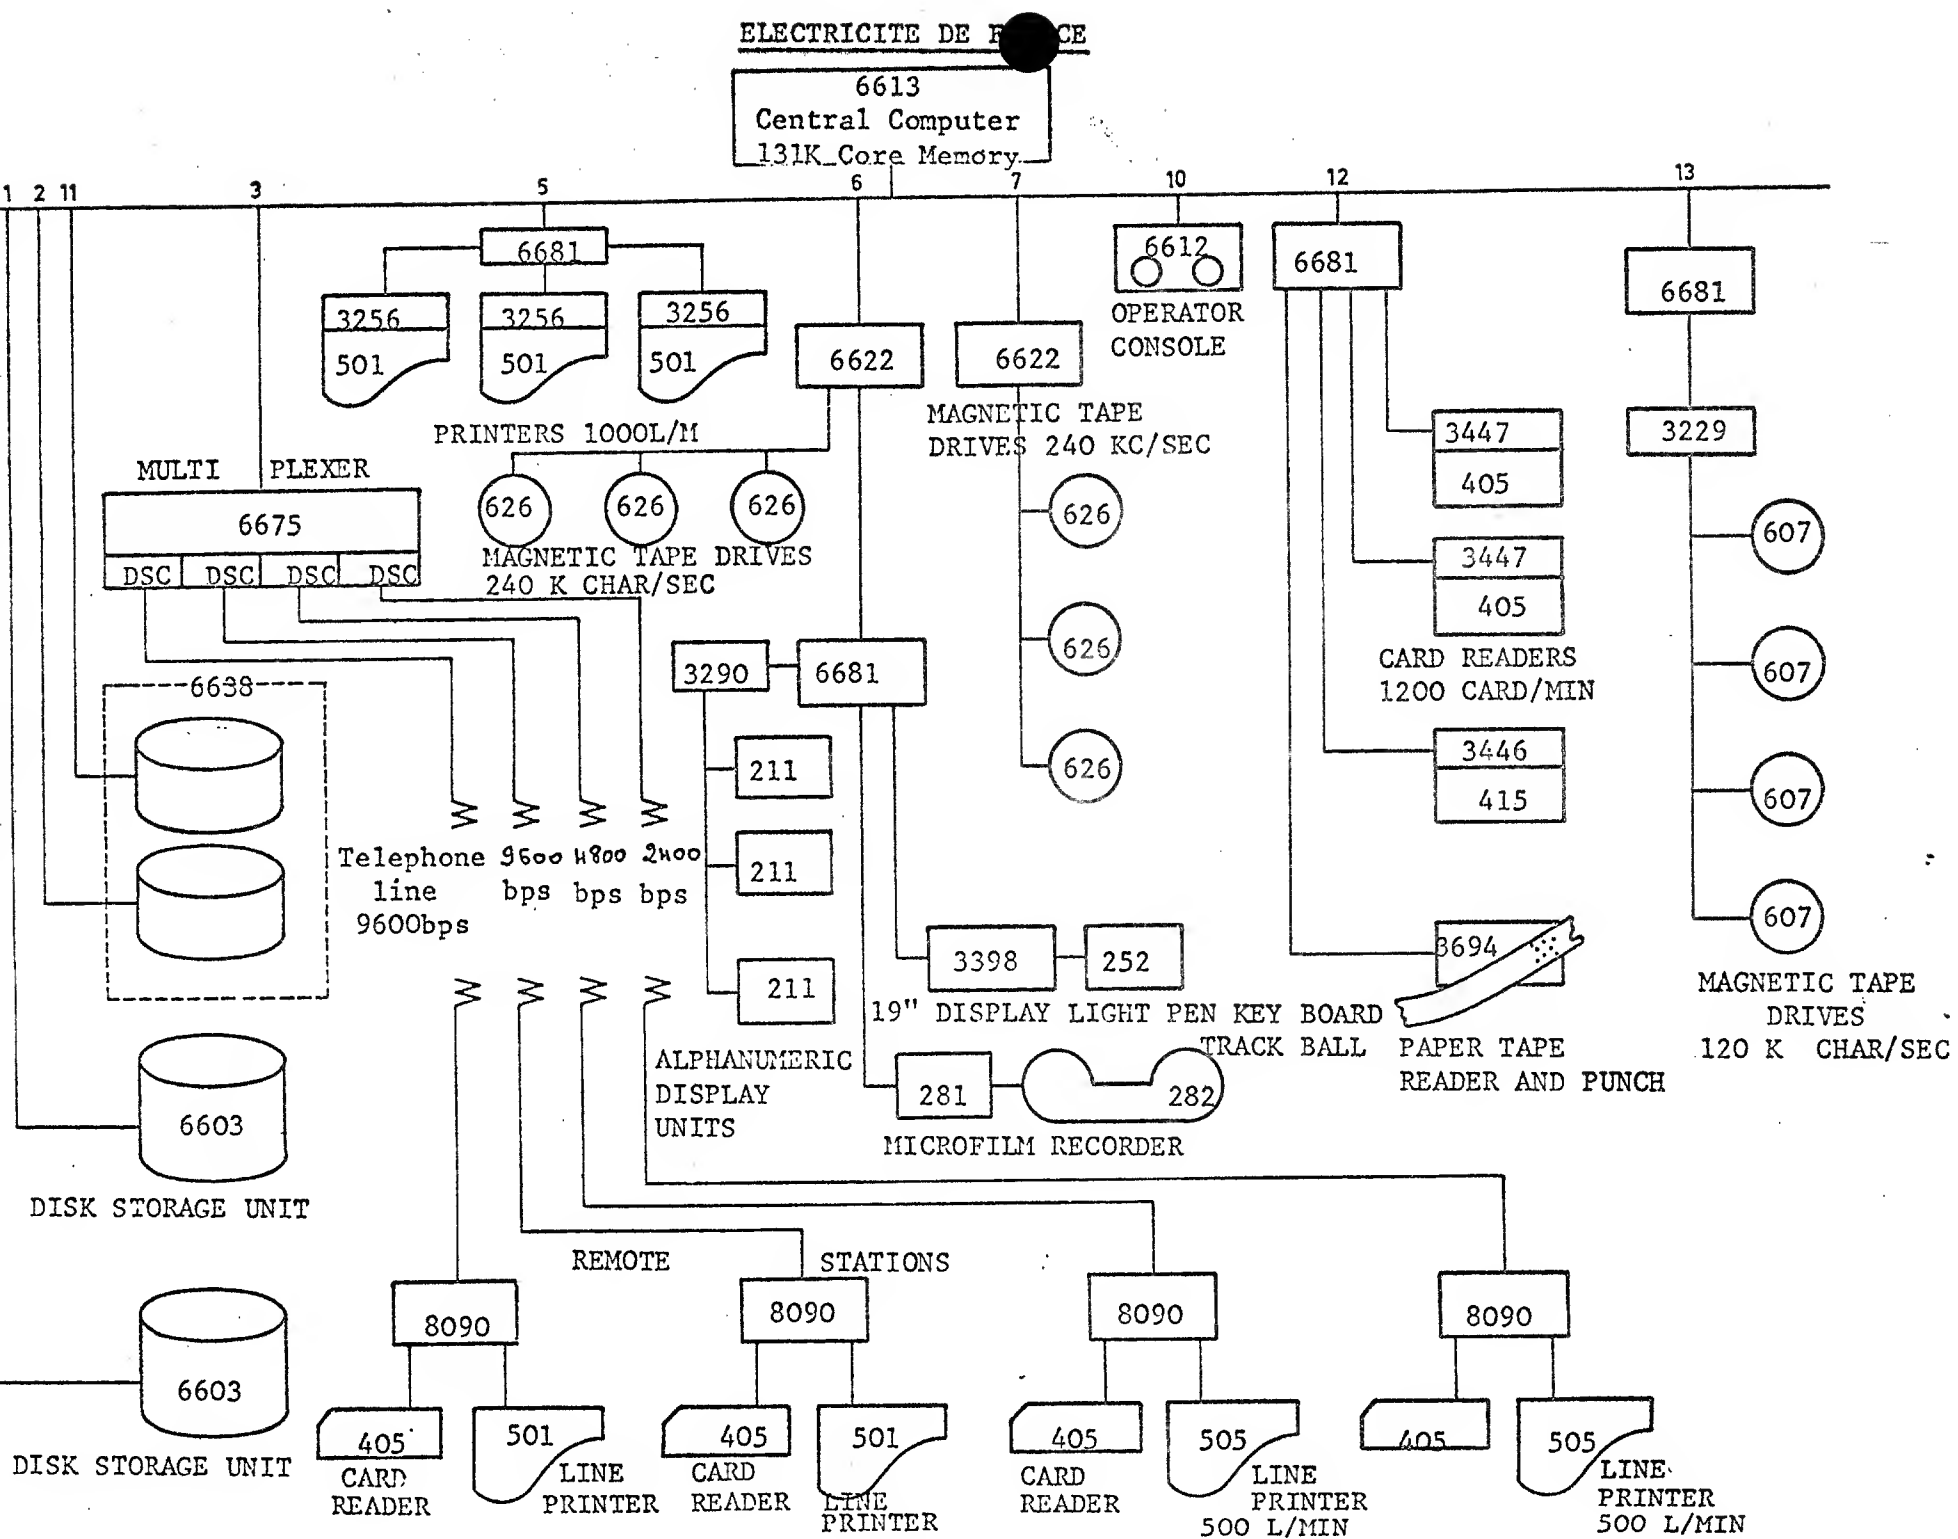 ELECTRICITE DE F CE
6613
Central Computer
131K Core Memory
1 2 11 3 5 6 7 10 12 13
6681
3256
501
3256
501
3256
501
PRINTERS 1000L/M
6622
6622
6612
OPERATOR
CONSOLE
6681
6681
MAGNETIC TAPE
DRIVES 240 KC/SEC
3447
405
3229
MULTI PLEXER
6675
DSC DSC DSC DSC
626 626 626
MAGNETIC TAPE DRIVES
240 K CHAR/SEC
626
626
626
3447
405
CARD READERS
1200 CARD/MIN
3446
415
607
607
607
607
MAGNETIC TAPE
DRIVES
120 K CHAR/SEC
6638
3290
6681
211
211
211
ALPHANUMERIC
DISPLAY
UNITS
Telephone
line
9600bps
9600
bps
4800
bps
2400
bps
3398
252
19" DISPLAY LIGHT PEN KEY BOARD
TRACK BALL
3694
PAPER TAPE
READER AND PUNCH
281
282
MICROFILM RECORDER
6603
DISK STORAGE UNIT
6603
DISK STORAGE UNIT
REMOTE STATIONS
8090
405
CARD
READER
501
LINE
PRINTER
8090
405
CARD
READER
501
LINE
PRINTER
8090
405
CARD
READER
505
LINE
PRINTER
500 L/MIN
8090
405
505
LINE
PRINTER
500 L/MIN